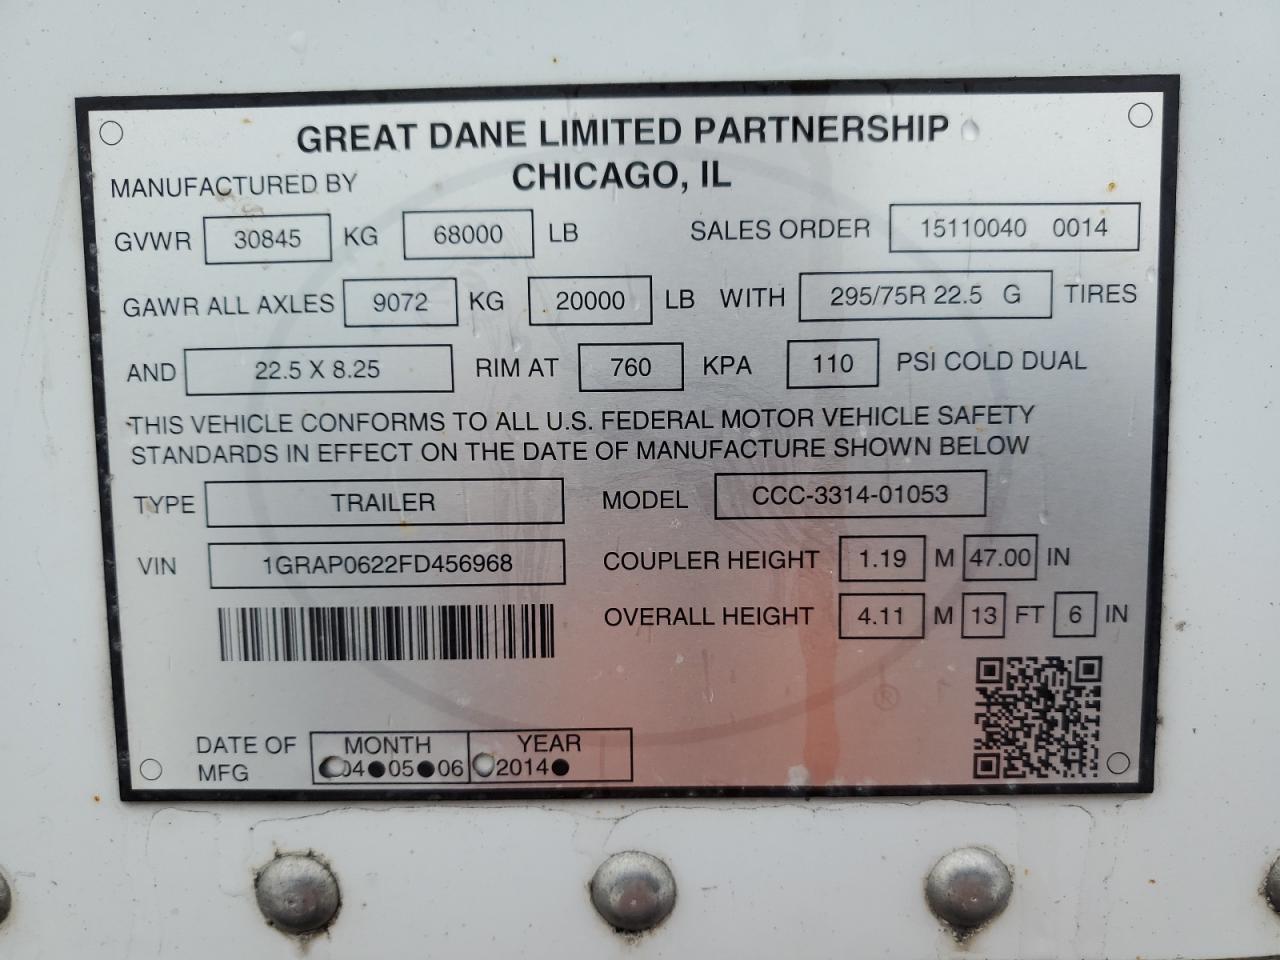 GREAT DANE LIMITED PARTNERSHIP
MANUFACTURED BY CHICAGO, IL
GVWR 30845 KG 68000 LB SALES ORDER 15110040 0014
GAWR ALL AXLES 9072 KG 20000 LB WITH 295/75R 22.5 G TIRES
AND 22.5 X 8.25 RIM AT 760 KPA 110 PSI COLD DUAL
THIS VEHICLE CONFORMS TO ALL U.S. FEDERAL MOTOR VEHICLE SAFETY
STANDARDS IN EFFECT ON THE DATE OF MANUFACTURE SHOWN BELOW
TYPE TRAILER MODEL CCC-3314-01053
VIN 1GRAP0622FD456968 COUPLER HEIGHT 1.19 M 47.00 IN
OVERALL HEIGHT 4.11 M 13 FT 6 IN
®
DATE OF MONTH YEAR
MFG 04●05●06 2014●